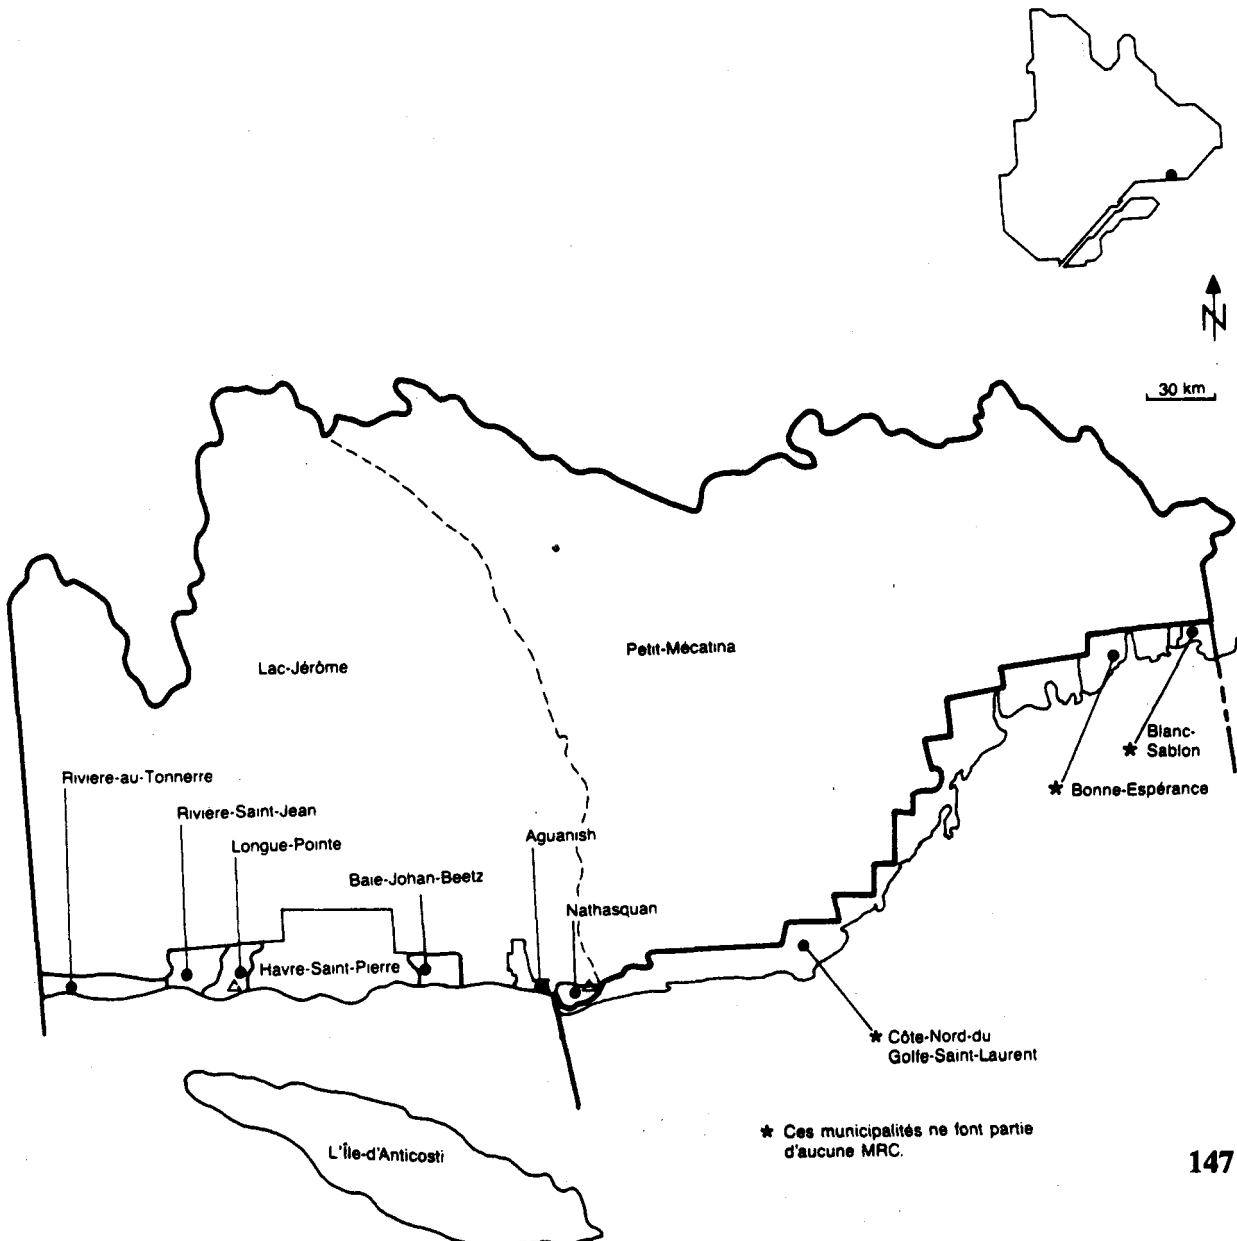 N
30 km
Lac-Jérôme
Petit-Mécatina
Blanc-
★ Sablon
★ Bonne-Espérance
Rivière-au-Tonnerre
Rivière-Saint-Jean
Longue-Pointe
Baie-Johan-Beetz
Aguanish
Nathasquan
Havre-Saint-Pierre
★ Côte-Nord-du
Golfe-Saint-Laurent
L'Île-d'Anticosti
★ Ces municipalités ne font partie
d'aucune MRC.
147